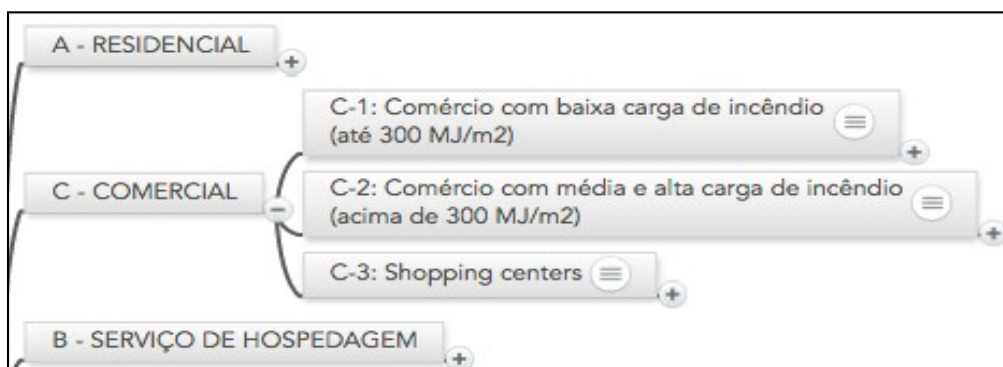 A - RESIDENCIAL
C - COMERCIAL
C-1: Comércio com baixa carga de incêndio
(até 300 MJ/m2)
C-2: Comércio com média e alta carga de incêndio
(acima de 300 MJ/m2)
C-3: Shopping centers
B - SERVIÇO DE HOSPEDAGEM